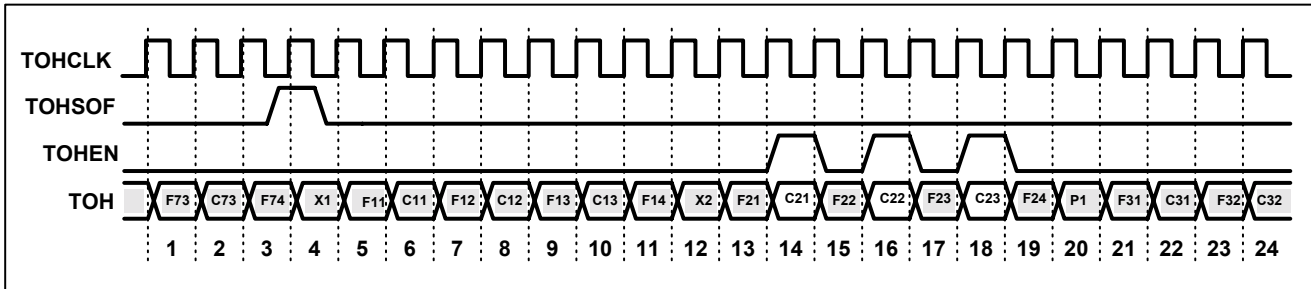 TOHCLK
TOHSOF
TOHEN
TOH F73 C73 F74 X1 F11 C11 F12 C12 F13 C13 F14 X2 F21 C21 F22 C22 F23 C23 F24 P1 F31 C31 F32 C32
1 2 3 4 5 6 7 8 9 10 11 12 13 14 15 16 17 18 19 20 21 22 23 24